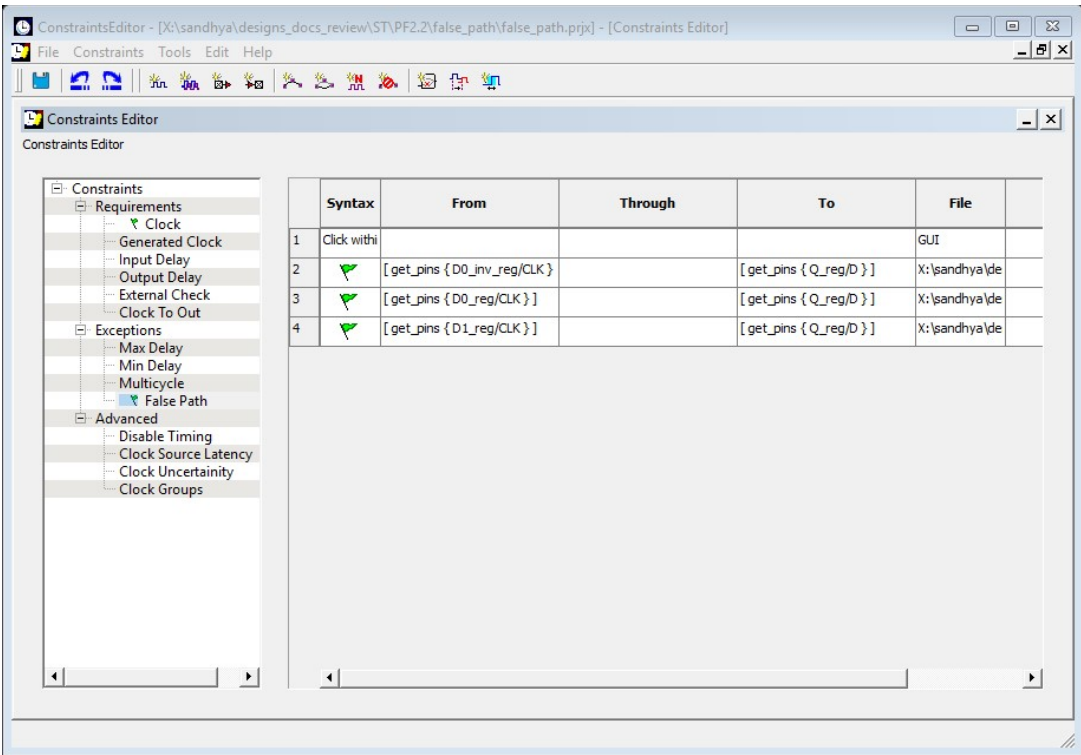 ConstraintsEditor - [X:\sandhya\designs_docs_review\ST\PF2.2\false_path\false_path.prjx] - [Constraints Editor]
File Constraints Tools Edit Help
Constraints Editor
Constraints Editor
Constraints
Requirements
Clock
Generated Clock
Input Delay
Output Delay
External Check
Clock To Out
Exceptions
Max Delay
Min Delay
Multicycle
False Path
Advanced
Disable Timing
Clock Source Latency
Clock Uncertainity
Clock Groups
Syntax From Through To File
1 Click withi GUI
2 [ get_pins { D0_inv_reg/CLK } [ get_pins { Q_reg/D } ] X:\sandhya\de
3 [ get_pins { D0_reg/CLK } ] [ get_pins { Q_reg/D } ] X:\sandhya\de
4 [ get_pins { D1_reg/CLK } ] [ get_pins { Q_reg/D } ] X:\sandhya\de